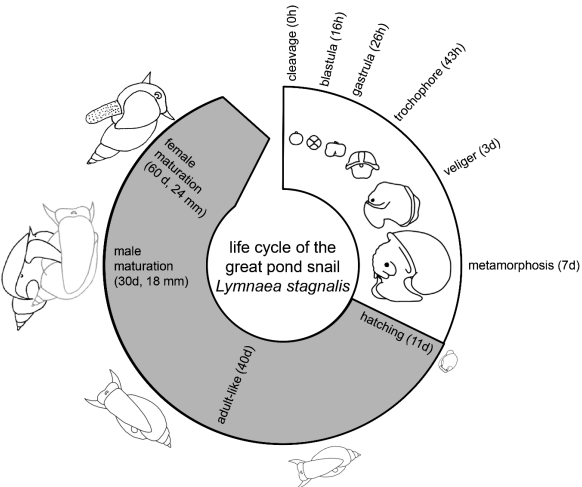 cleavage (0h)
blastula (16h)
gastrula (26h)
trochophore (43h)
veliger (3d)
metamorphosis (7d)
hatching (11d)
adult-like (40d)
male
maturation
(30d, 18 mm)
female
maturation
(60 d, 24 mm)
life cycle of the
great pond snail
Lymnaea stagnalis